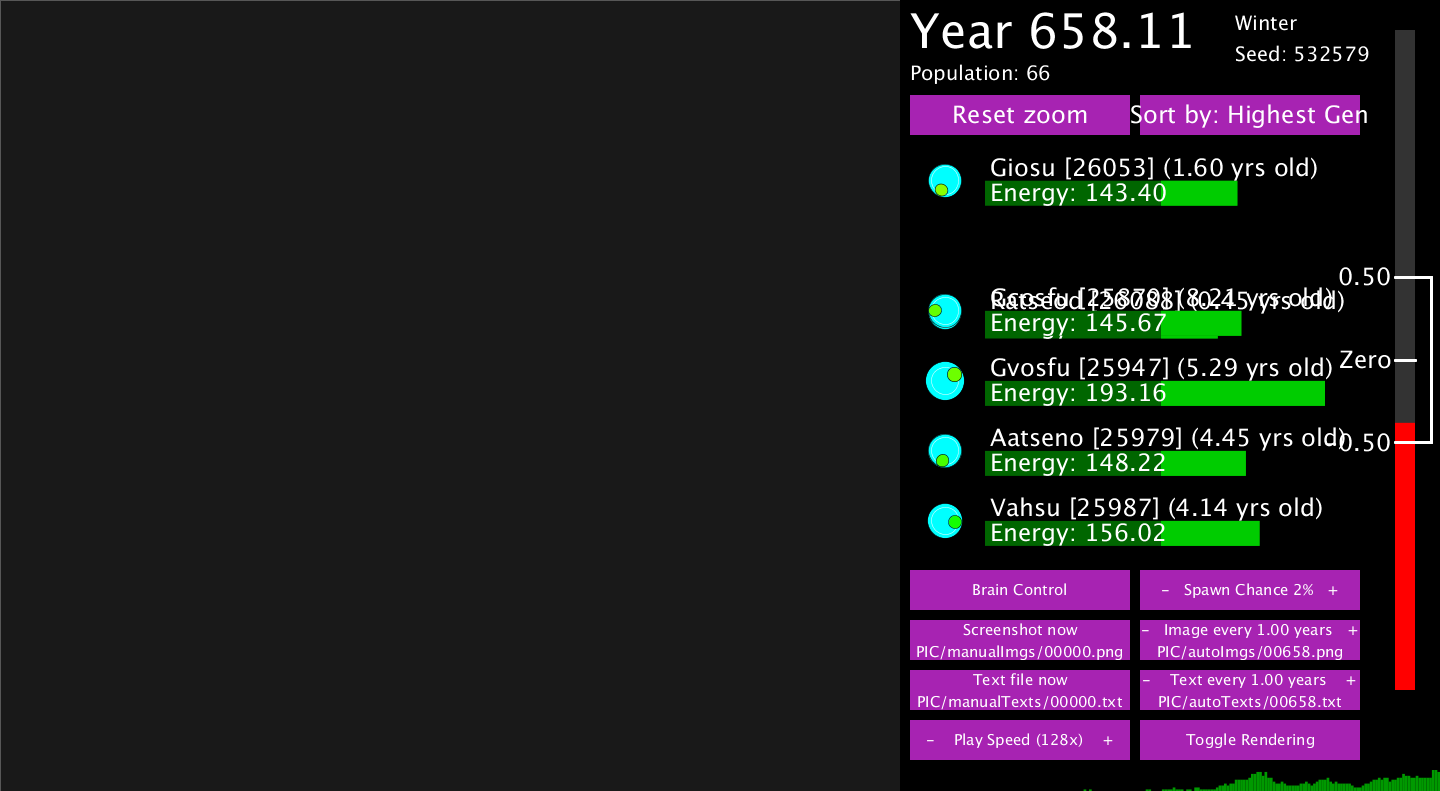 Year 658.11
Winter
Seed: 532579
Population: 66
Reset zoom
Sort by: Highest Gen
Giosu [26053] (1.60 yrs old)
Energy: 143.40
0.50
Energy: 145.67
Zero
Gvosfu [25947] (5.29 yrs old)
Energy: 193.16
Aatseno [25979] (4.45 yrs old)
-0.50
Energy: 148.22
Vahsu [25987] (4.14 yrs old)
Energy: 156.02
Brain Control
- Spawn Chance 2% +
Screenshot now
PIC/manualImgs/00000.png
- Image every 1.00 years +
PIC/autoImgs/00658.png
Text file now
PIC/manualTexts/00000.txt
- Text every 1.00 years +
PIC/autoTexts/00658.txt
- Play Speed (128x) +
Toggle Rendering